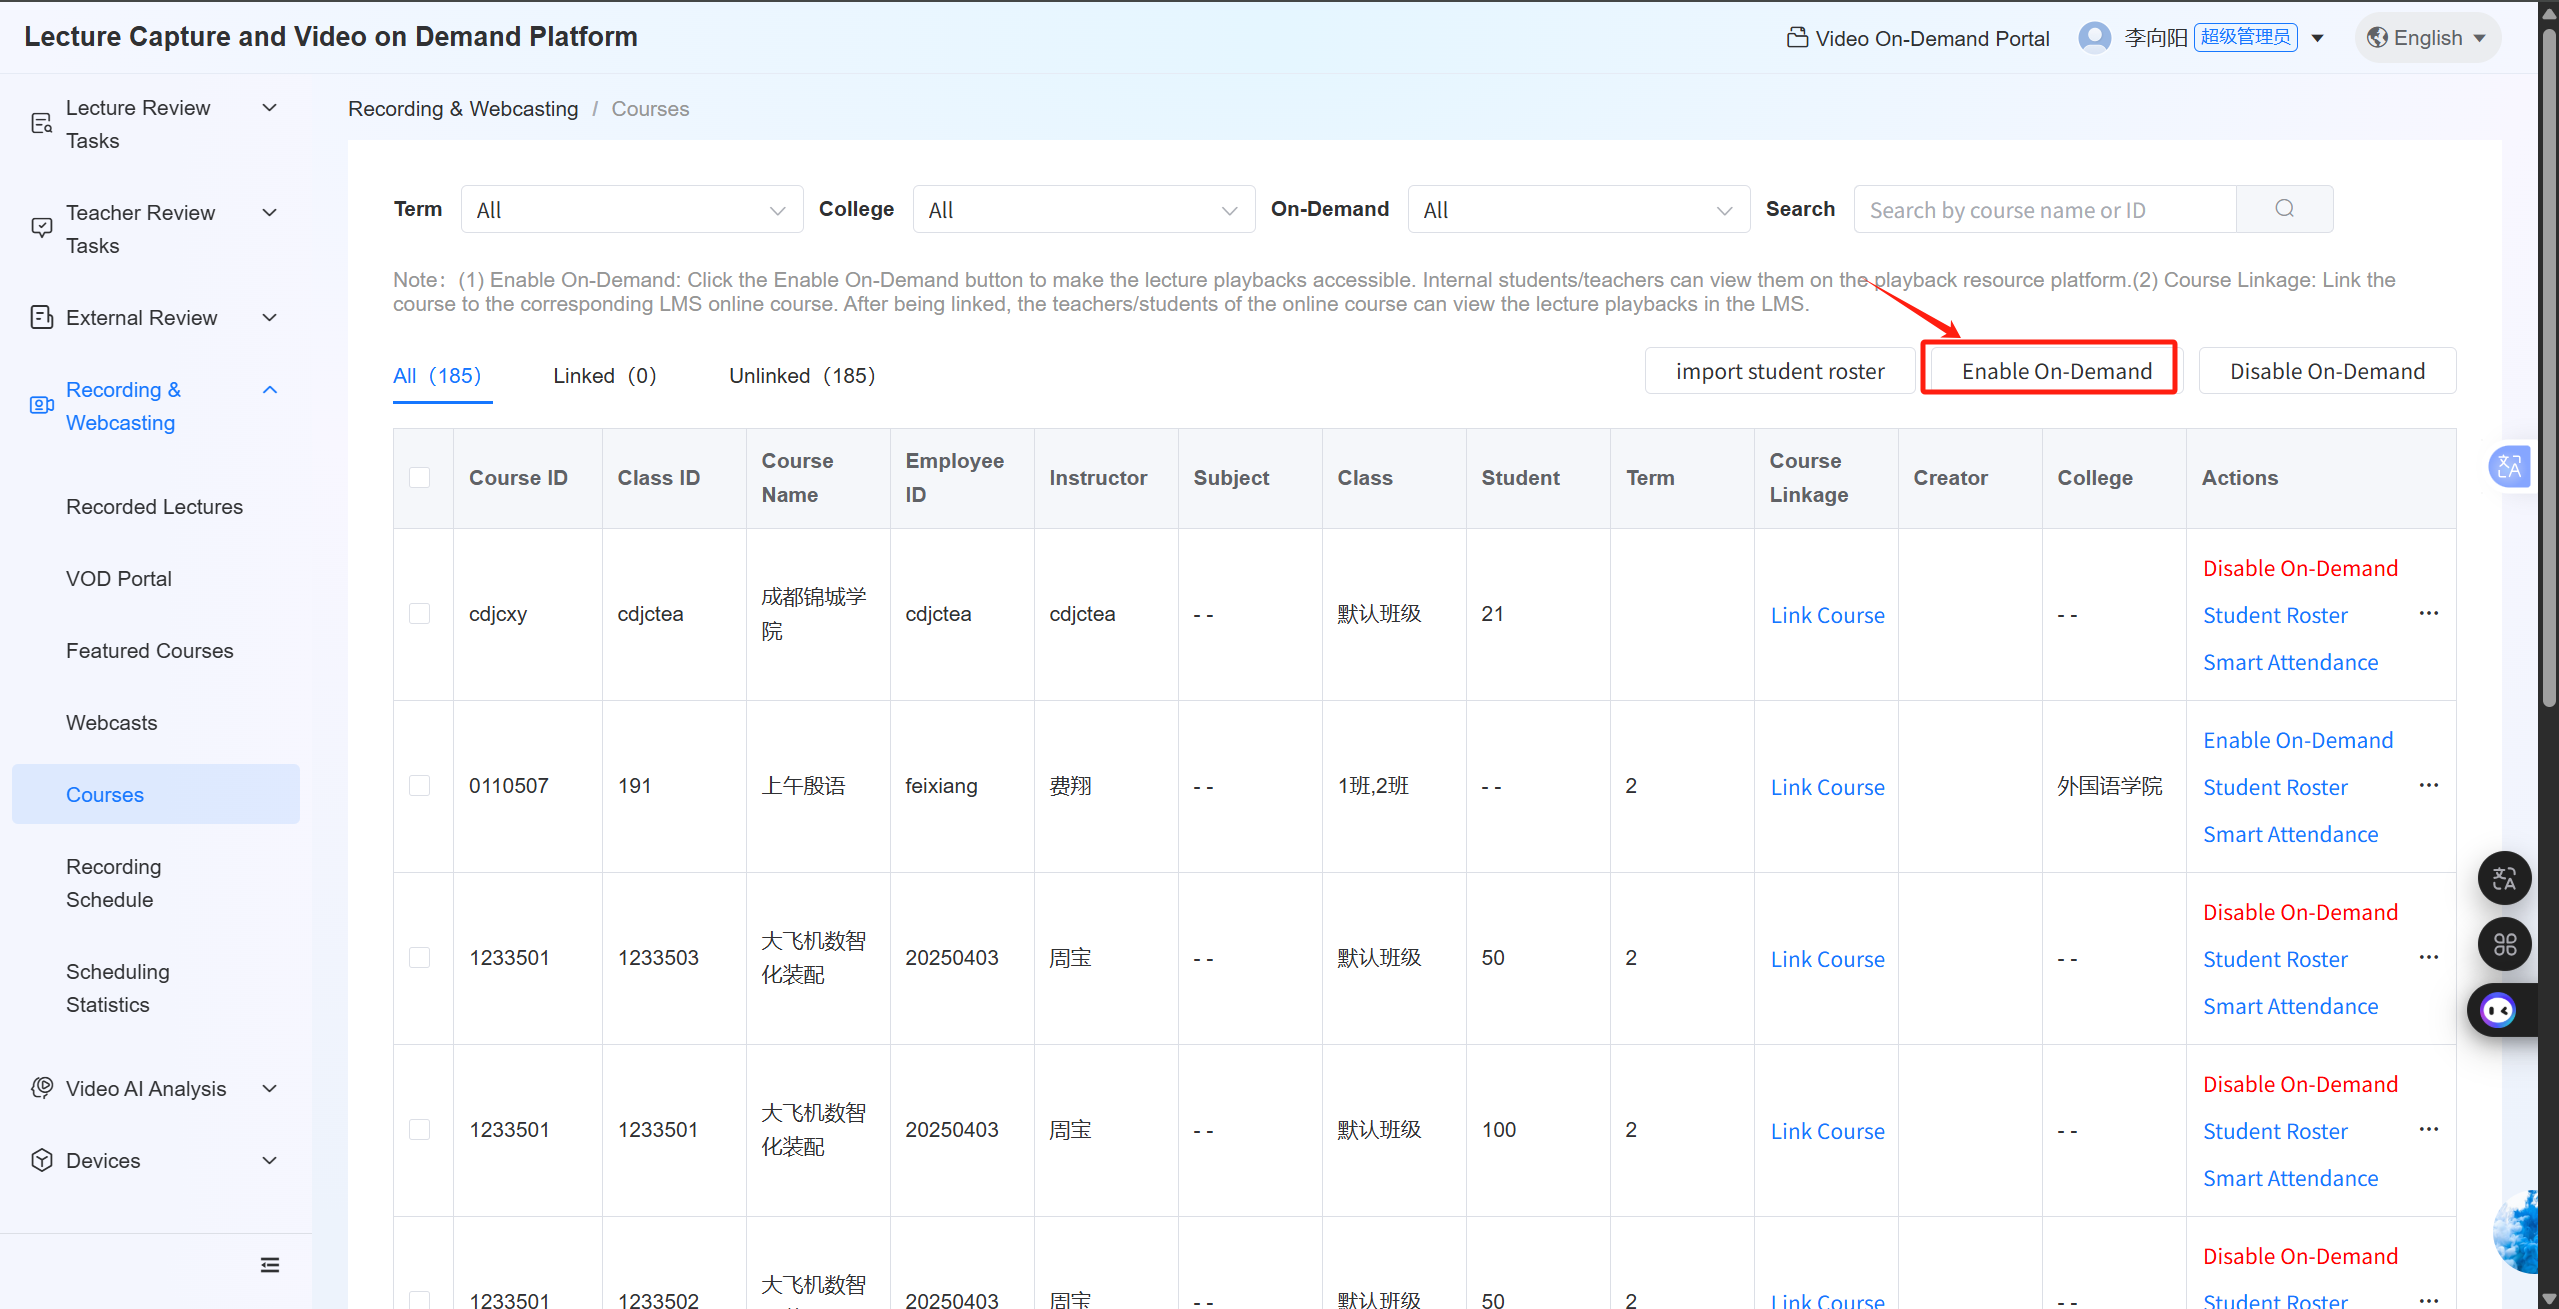 Lecture Capture and Video on Demand Platform
Video On-Demand Portal
李向阳 超级管理员
English
Lecture Review
Tasks
Teacher Review
Tasks
External Review
Recording &
Webcasting
Recorded Lectures
VOD Portal
Featured Courses
Webcasts
Courses
Recording
Schedule
Scheduling
Statistics
Video AI Analysis
Devices
Recording & Webcasting / Courses
Term All College All On-Demand All Search Search by course name or ID
Note：(1) Enable On-Demand: Click the Enable On-Demand button to make the lecture playbacks accessible. Internal students/teachers can view them on the playback resource platform.(2) Course Linkage: Link the
course to the corresponding LMS online course. After being linked, the teachers/students of the online course can view the lecture playbacks in the LMS.
All（185） Linked（0） Unlinked（185） import student roster Enable On-Demand Disable On-Demand
Course ID Class ID Course Name Employee ID Instructor Subject Class Student Term Course Linkage Creator College Actions
cdjcxy cdjctea 成都锦城学院 cdjctea cdjctea - - 默认班级 21 Link Course - - Disable On-Demand Student Roster ··· Smart Attendance
0110507 191 上午殷语 feixiang 费翔 - - 1班,2班 - - 2 Link Course 外国语学院 Enable On-Demand Student Roster ··· Smart Attendance
1233501 1233503 大飞机数智化装配 20250403 周宝 - - 默认班级 50 2 Link Course - - Disable On-Demand Student Roster ··· Smart Attendance
1233501 1233501 大飞机数智化装配 20250403 周宝 - - 默认班级 100 2 Link Course - - Disable On-Demand Student Roster ··· Smart Attendance
1233501 1233502 大飞机数智 20250403 周宝 - - 默认班级 50 2 Link Course - - Disable On-Demand Student Roster ···